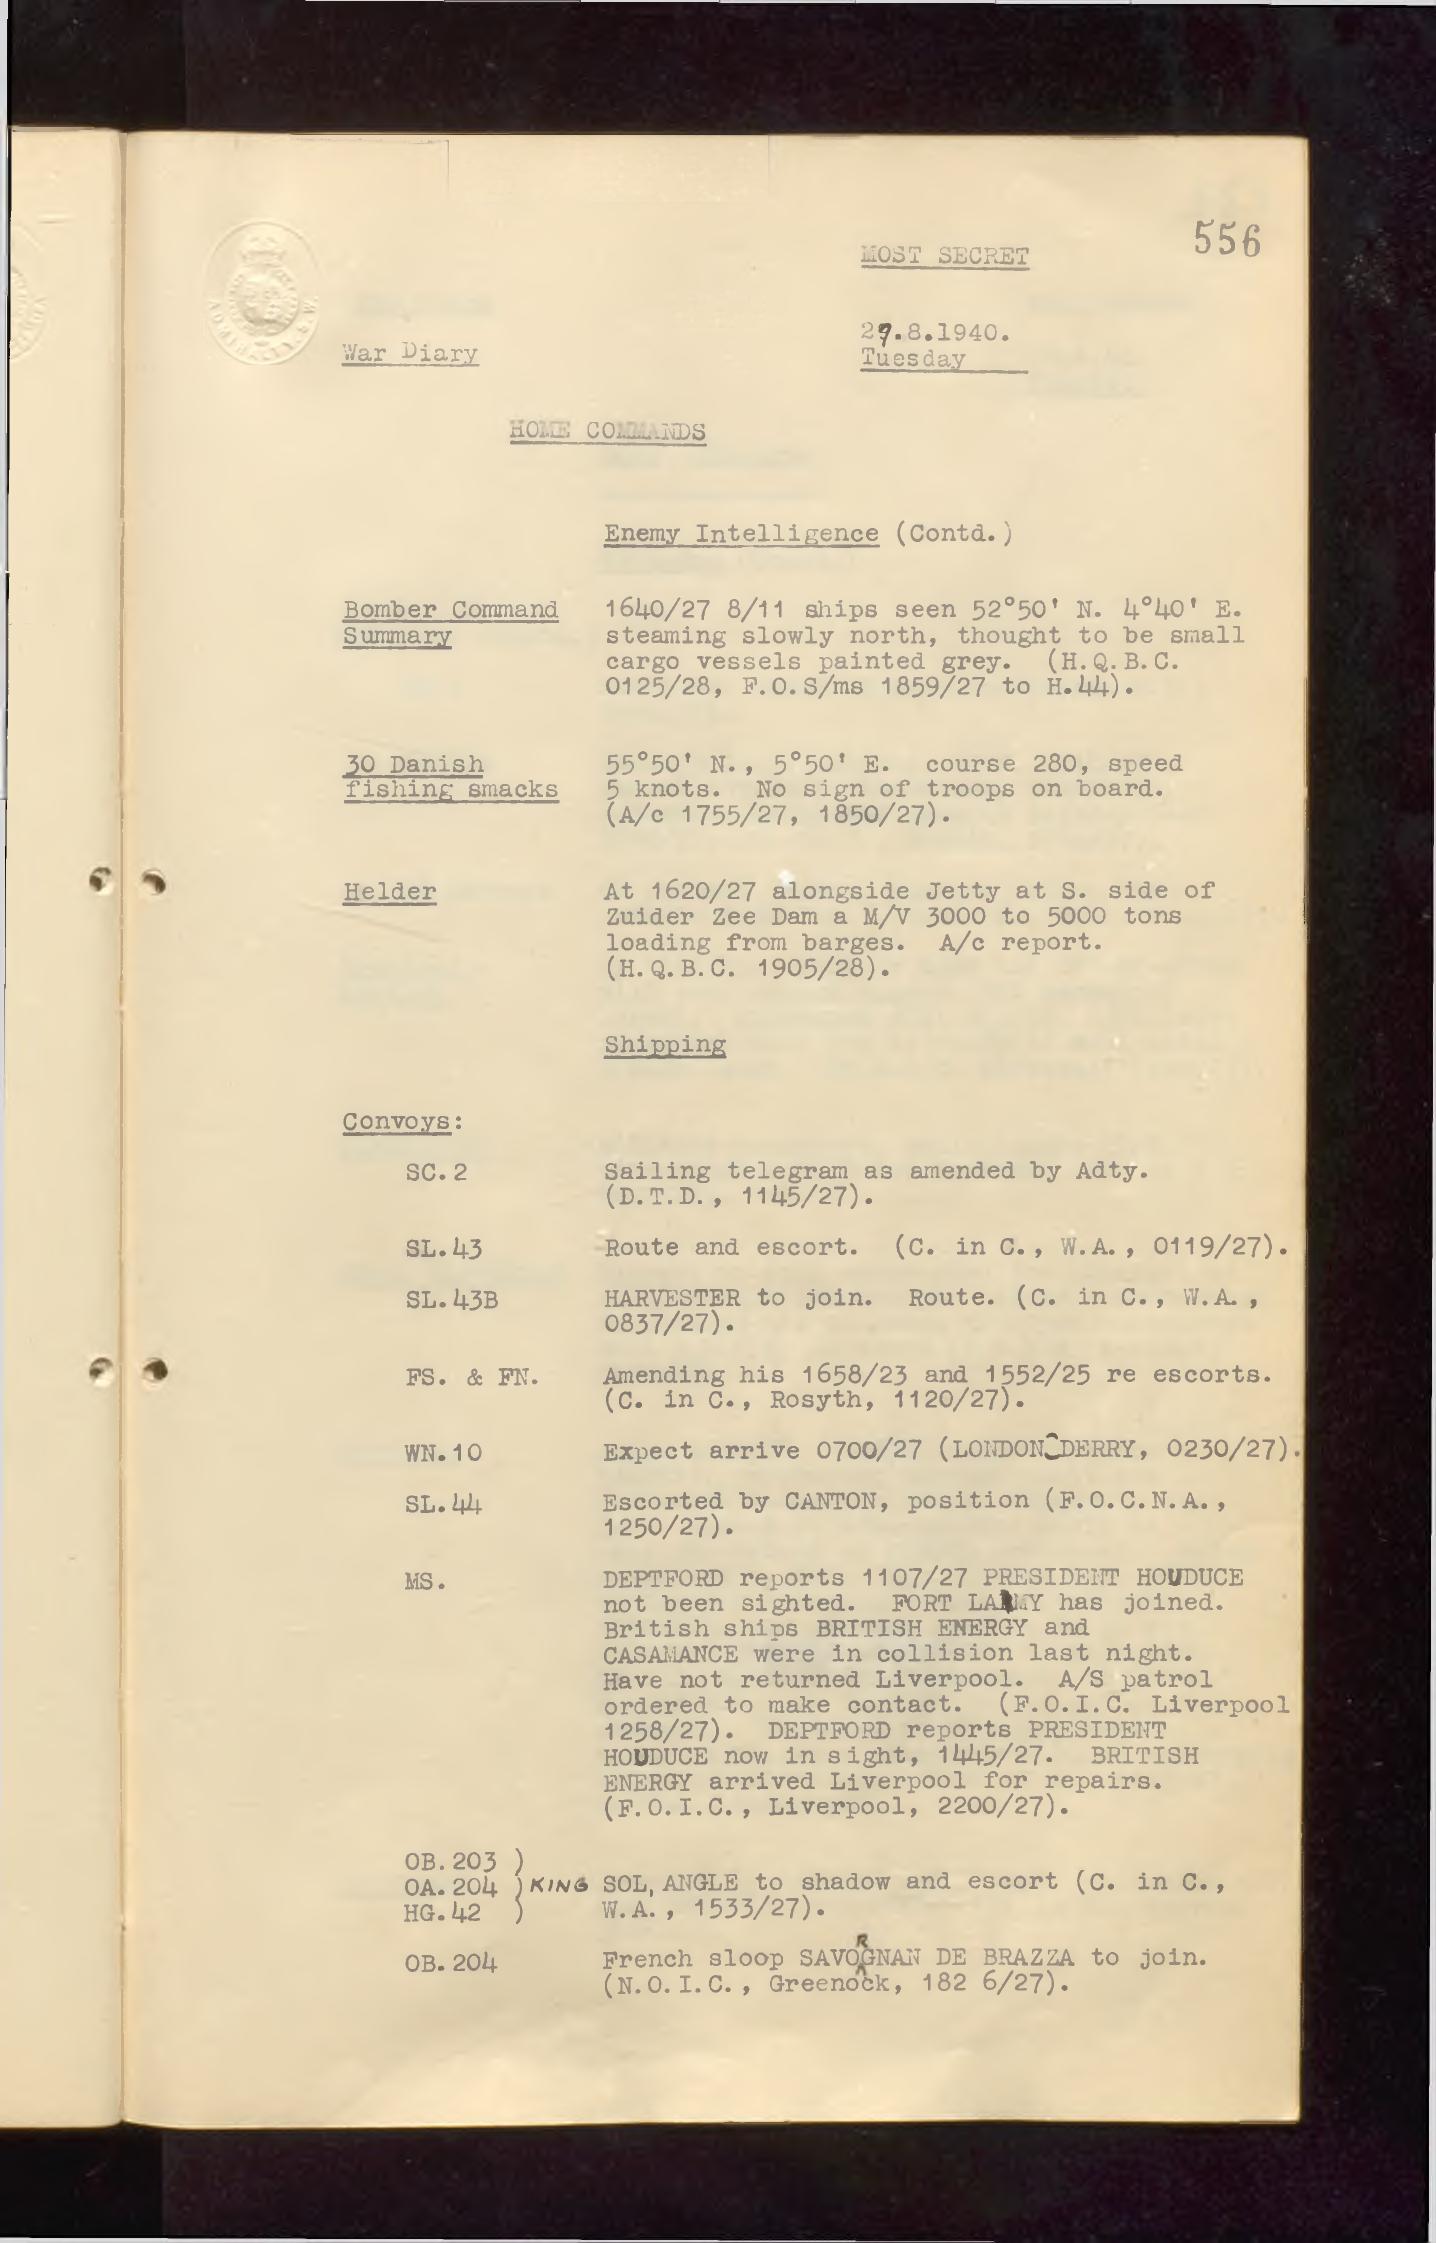 556
MOST SECRET
27.8.1940.
War Diary
Tuesday
HOME COMMANDS
Enemy Intelligence (Contd.)
Bomber Command 1640/27 8/11 ships seen 52°50' N. 4°40' E.
Summary steaming slowly north, thought to be small
cargo vessels painted grey. (H.Q.B.C.
0125/28, F.O.S/ms 1859/27 to H.44).
30 Danish 55°50' N., 5°50' E. course 280, speed
fishing smacks 5 knots. No sign of troops on board.
(A/c 1755/27, 1850/27).
Helder At 1620/27 alongside Jetty at S. side of
Zuider Zee Dam a M/V 3000 to 5000 tons
loading from barges. A/c report.
(H.Q.B.C. 1905/28).
Shipping
Convoys:
SC.2 Sailing telegram as amended by Adty.
(D.T.D., 1145/27).
SL.43 Route and escort. (C. in C., W.A., 0119/27).
SL.43B HARVESTER to join. Route. (C. in C., W.A.,
0837/27).
FS. & FN. Amending his 1658/23 and 1552/25 re escorts.
(C. in C., Rosyth, 1120/27).
WN.10 Expect arrive 0700/27 (LONDONDERRY, 0230/27).
SL.44 Escorted by CANTON, position (F.O.C.N.A.,
1250/27).
MS. DEPTFORD reports 1107/27 PRESIDENT HOUDUCE
not been sighted. FORT LAMY has joined.
British ships BRITISH ENERGY and
CASAMANCE were in collision last night.
Have not returned Liverpool. A/S patrol
ordered to make contact. (F.O.I.C. Liverpool
1258/27). DEPTFORD reports PRESIDENT
HOUDUCE now in sight, 1445/27. BRITISH
ENERGY arrived Liverpool for repairs.
(F.O.I.C., Liverpool, 2200/27).
OB.203 )
OA.204 ) KING SOL, ANGLE to shadow and escort (C. in C.,
HG.42 ) W.A., 1533/27).
OB.204 French sloop SAVORGNAN DE BRAZZA to join.
(N.O.I.C., Greenock, 182 6/27).